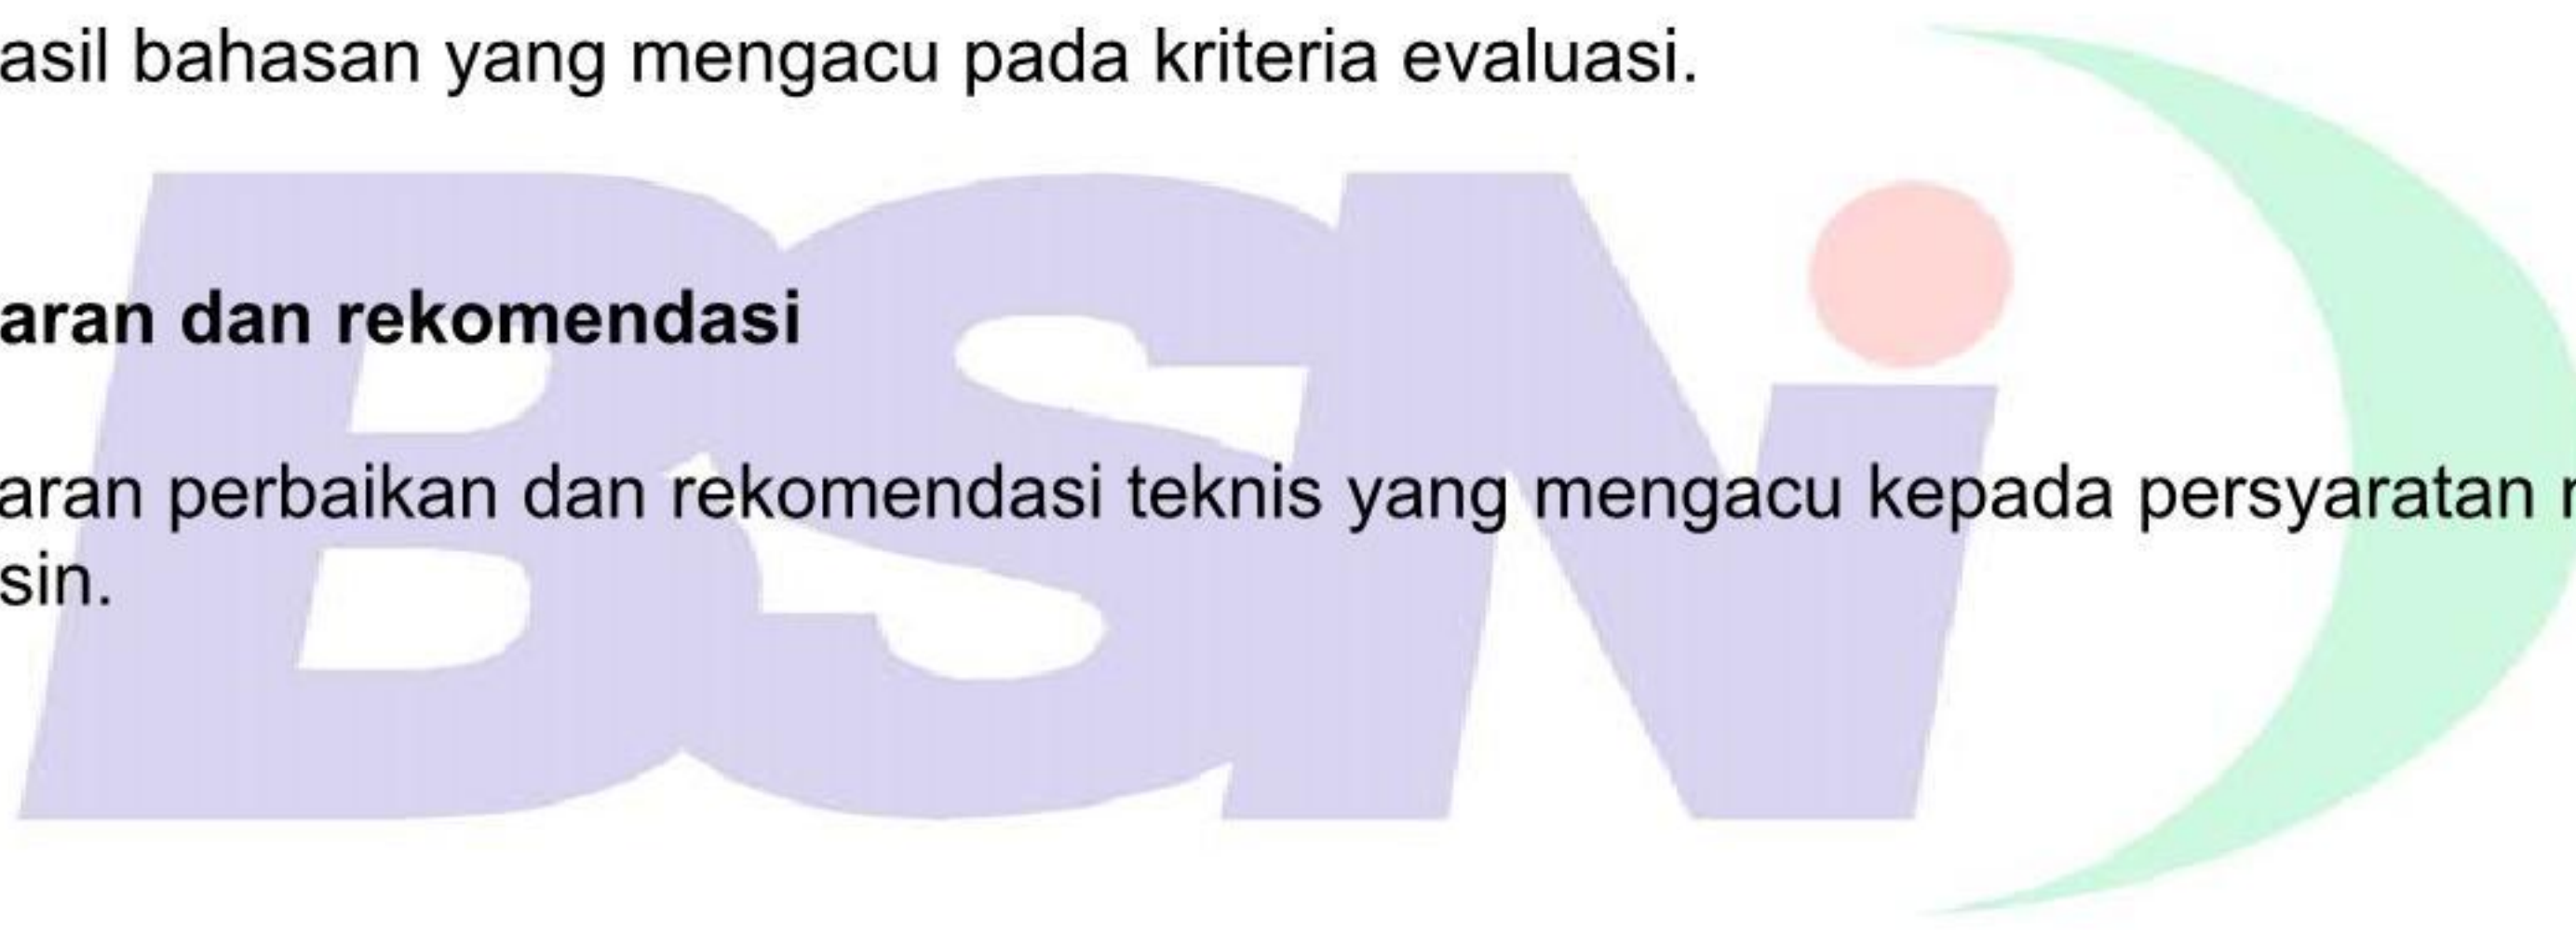 asil bahasan yang mengacu pada kriteria evaluasi.
aran dan rekomendasi
BSNi
aran perbaikan dan rekomendasi teknis yang mengacu kepada persyaratan
sin.